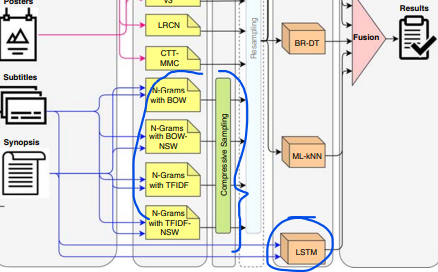 Posters
V3
LRCN
CTT-
MMC
Subtitles
N-Grams
with BOW
N-Grams
with BOW-
NSW
Synopsis
N-Grams
with TFIDF
N-Grams
with TFIDF-
NSW
Compressive Sampling
Resampling
BR-DT
ML-kNN
LSTM
Fusion
Results